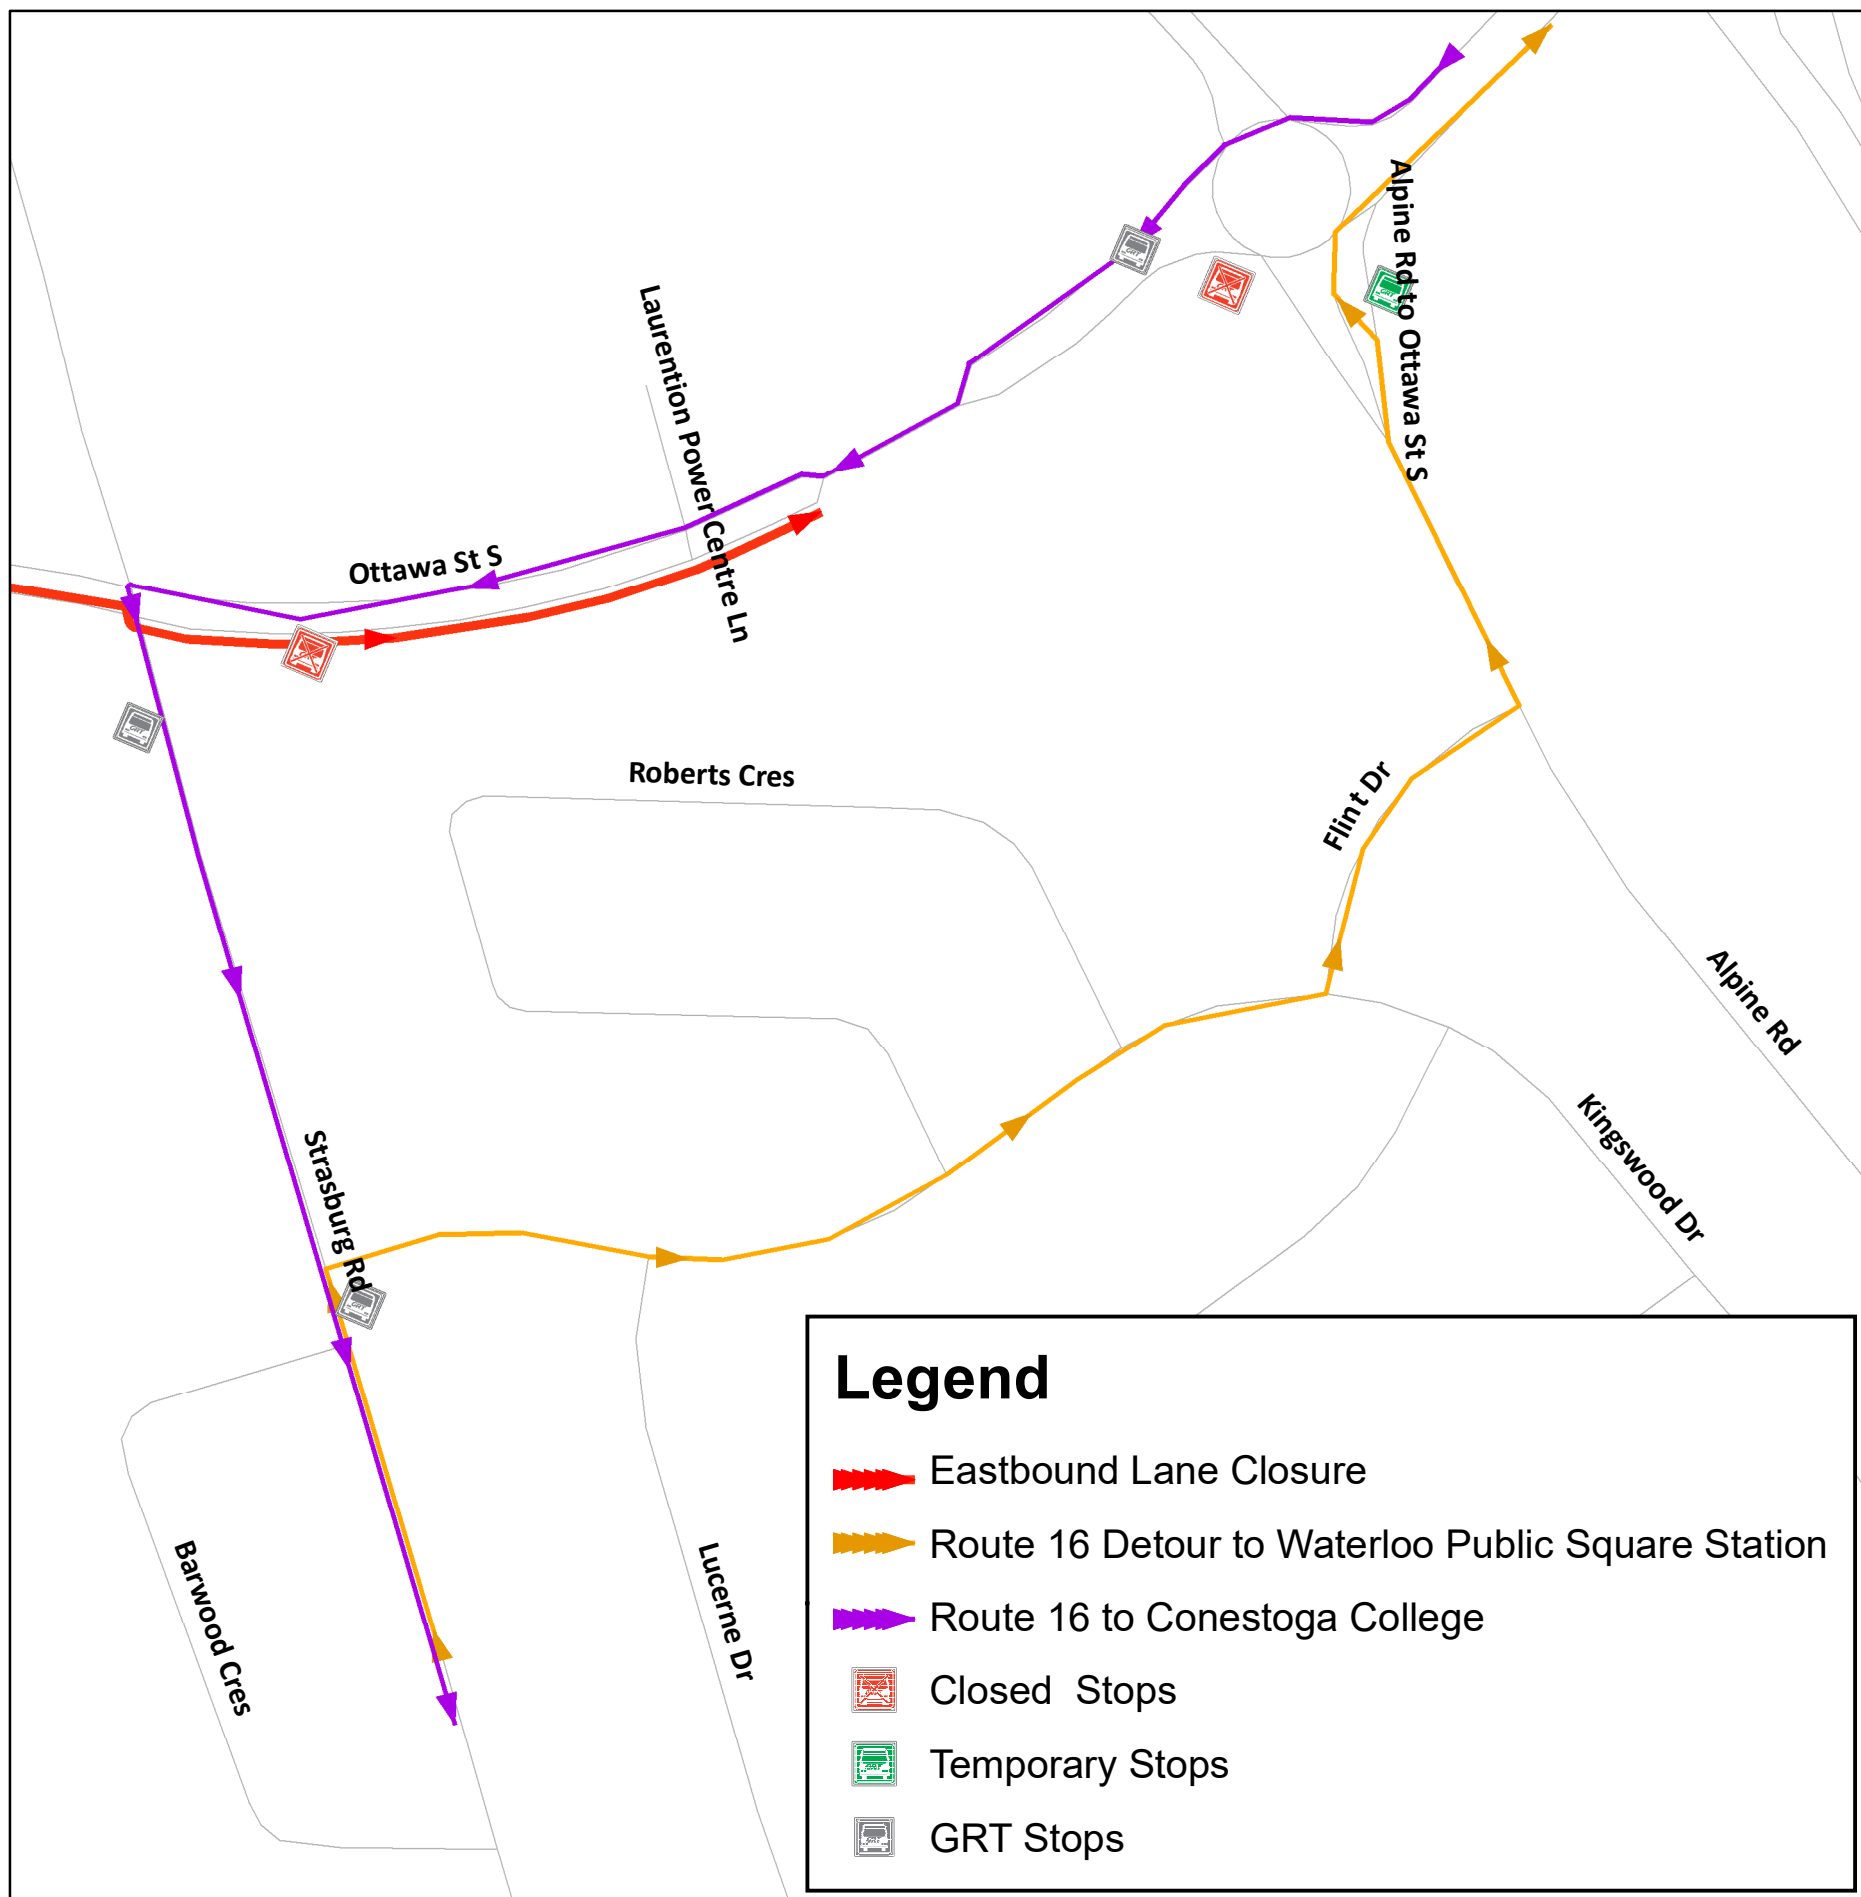 Alpine Rd to Ottawa St S
Laurention Power Centre Ln
Ottawa St S
Roberts Cres
Flint Dr
Alpine Rd
Kingswood Dr
Strasburg Rd
Barwood Cres
Lucerne Dr
Legend
Eastbound Lane Closure
Route 16 Detour to Waterloo Public Square Station
Route 16 to Conestoga College
Closed Stops
Temporary Stops
GRT Stops